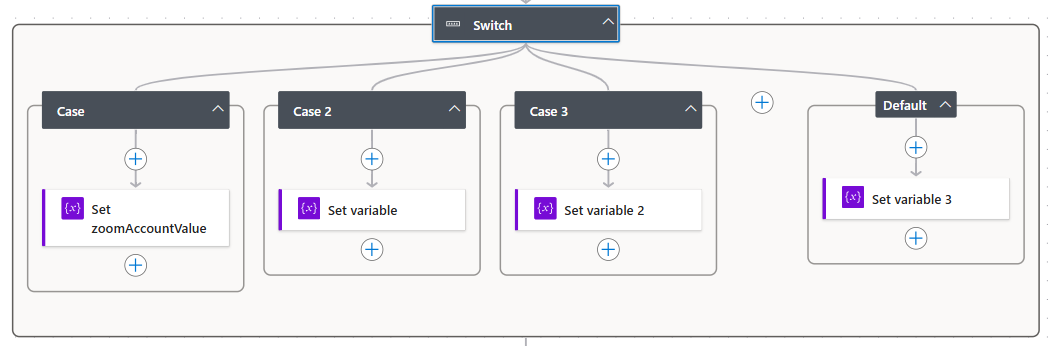 Switch
Case
Case 2
Case 3
Default
{x}
Set
zoomAccountValue
{x}
Set variable
{x}
Set variable 2
{x}
Set variable 3